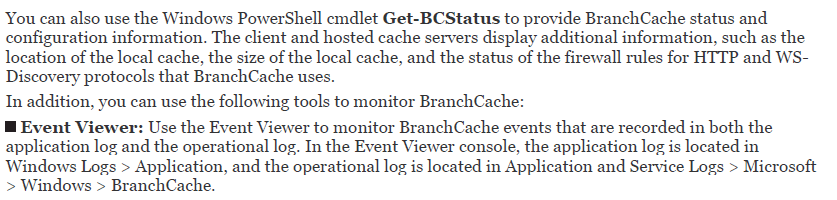 You can also use the Windows PowerShell cmdlet Get-BCStatus to provide BranchCache status and
configuration information. The client and hosted cache servers display additional information, such as the
location of the local cache, the size of the local cache, and the status of the firewall rules for HTTP and WS-
Discovery protocols that BranchCache uses.
In addition, you can use the following tools to monitor BranchCache:
■ Event Viewer: Use the Event Viewer to monitor BranchCache events that are recorded in both the
application log and the operational log. In the Event Viewer console, the application log is located in
Windows Logs > Application, and the operational log is located in Application and Service Logs > Microsoft
> Windows > BranchCache.